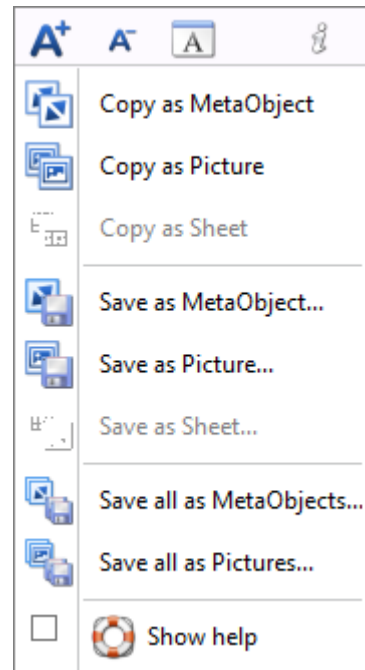 A+ A- A i
Copy as MetaObject
Copy as Picture
Copy as Sheet
Save as MetaObject...
Save as Picture...
Save as Sheet...
Save all as MetaObjects...
Save all as Pictures...
Show help